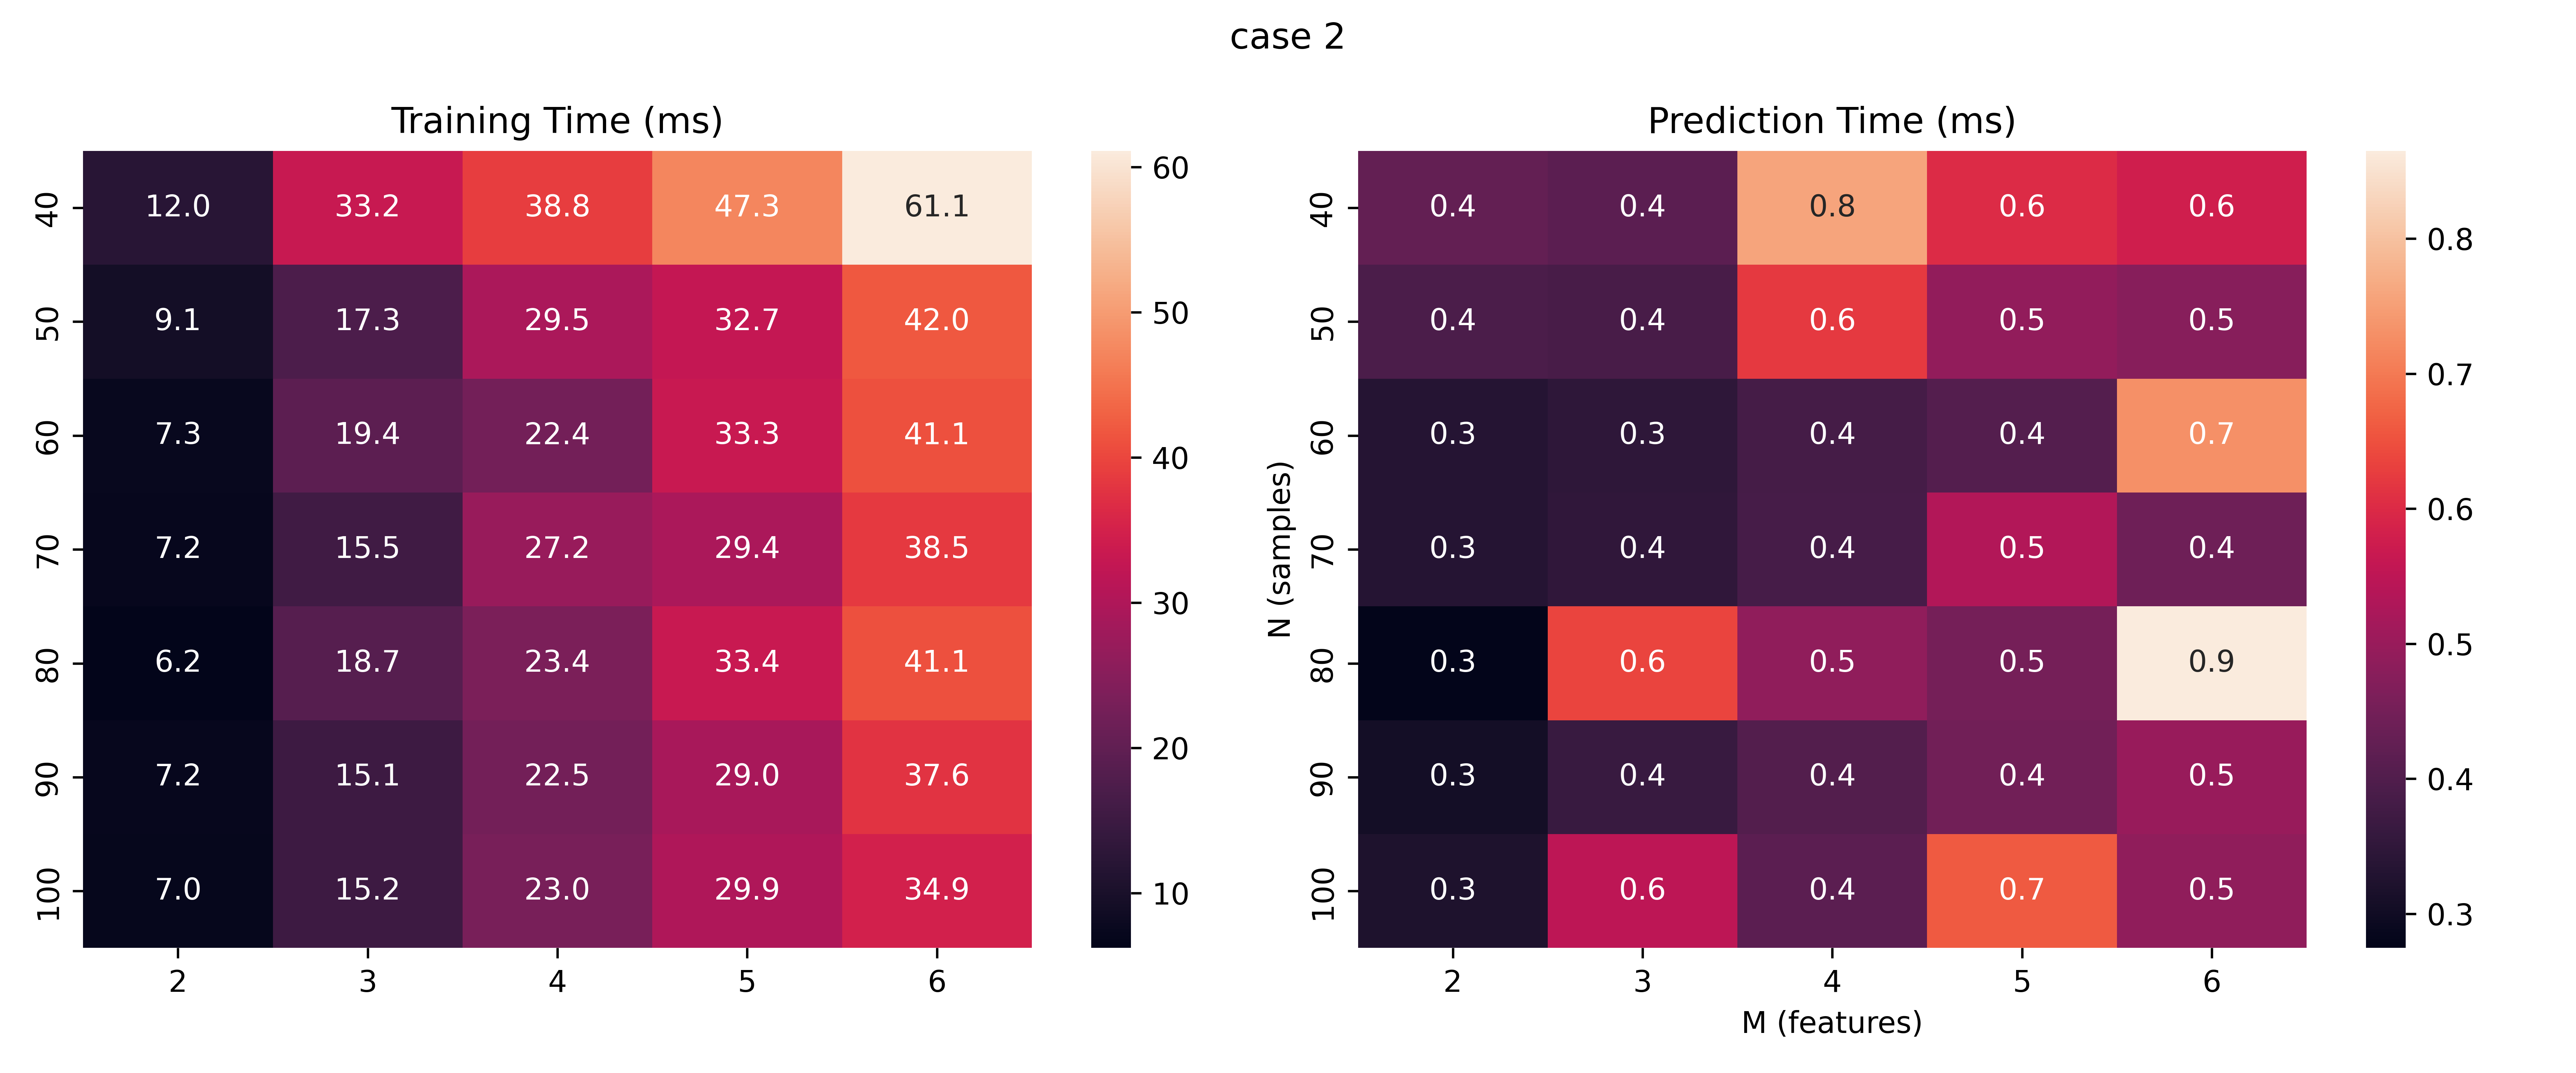 case 2
Training Time (ms)
40 12.0 33.2 38.8 47.3 61.1
50 9.1 17.3 29.5 32.7 42.0
60 7.3 19.4 22.4 33.3 41.1
70 7.2 15.5 27.2 29.4 38.5
80 6.2 18.7 23.4 33.4 41.1
90 7.2 15.1 22.5 29.0 37.6
100 7.0 15.2 23.0 29.9 34.9
2 3 4 5 6
60
50
40
30
20
10
Prediction Time (ms)
N (samples)
40 0.4 0.4 0.8 0.6 0.6
50 0.4 0.4 0.6 0.5 0.5
60 0.3 0.3 0.4 0.4 0.7
70 0.3 0.4 0.4 0.5 0.4
80 0.3 0.6 0.5 0.5 0.9
90 0.3 0.4 0.4 0.4 0.5
100 0.3 0.6 0.4 0.7 0.5
2 3 4 5 6
M (features)
0.8
0.7
0.6
0.5
0.4
0.3